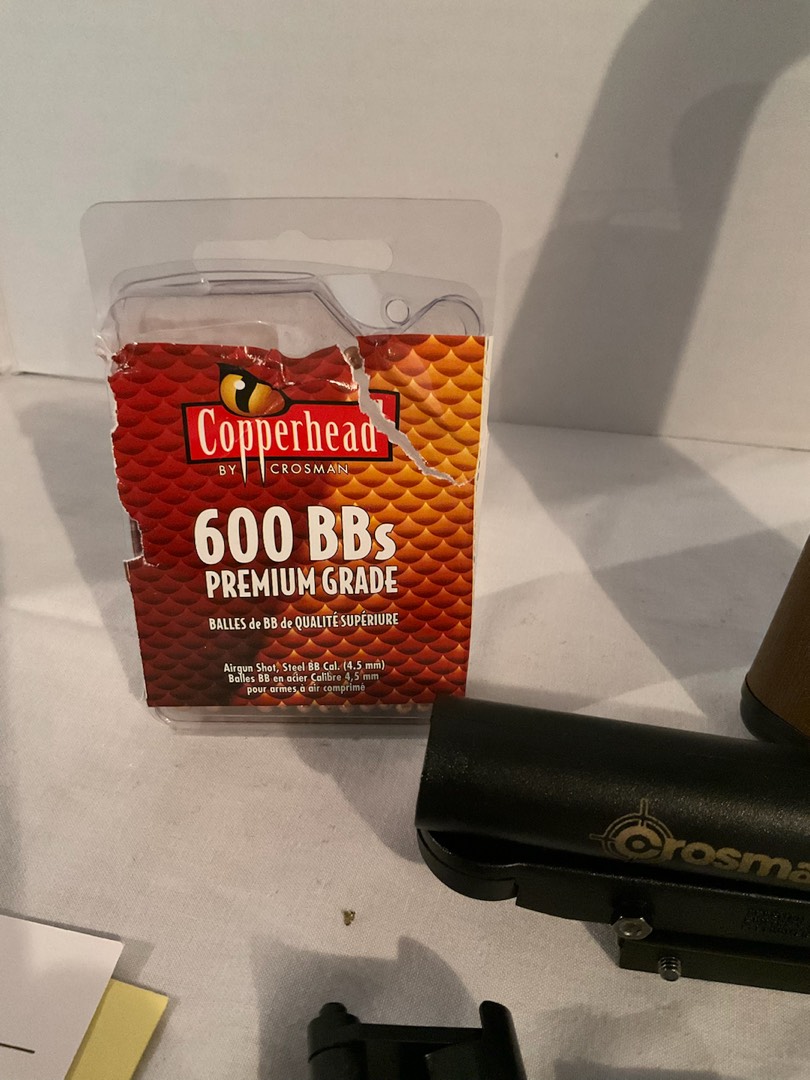 Copperhead
BY CROSMAN
600 BBs
PREMIUM GRADE
BALLES de BB de QUALITÉ SUPÉRIURE
Airgun Shot, Steel BB Cal. (4.5 mm)
Balles BB en acier Calibre 4,5 mm
pour armes à air comprimé
Crosma